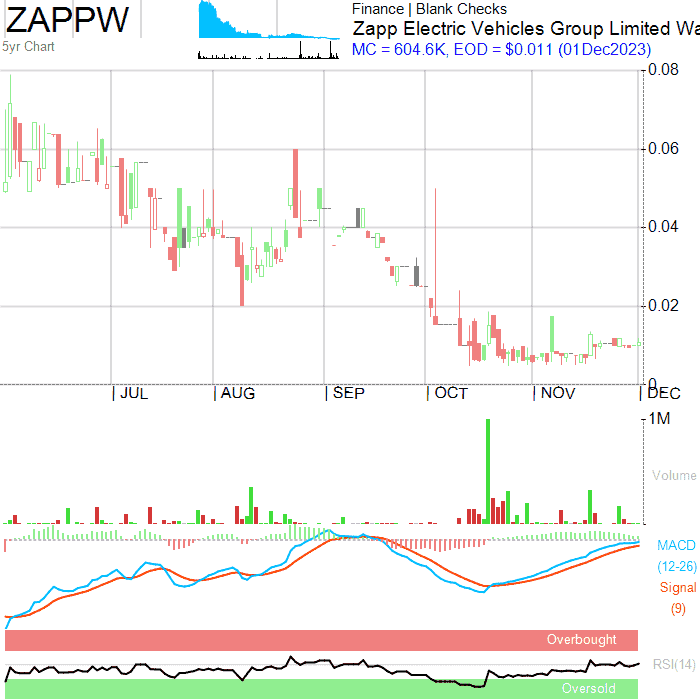 ZAPPW
5yr Chart
Finance | Blank Checks
Zapp Electric Vehicles Group Limited Wa
MC = 604.6K, EOD = $0.011 (01Dec2023)
0.08
0.06
0.04
0.02
0
JUL AUG SEP OCT NOV DEC
1M
Volume
MACD
(12-26)
Signal
(9)
Overbought
RSI(14)
Oversold